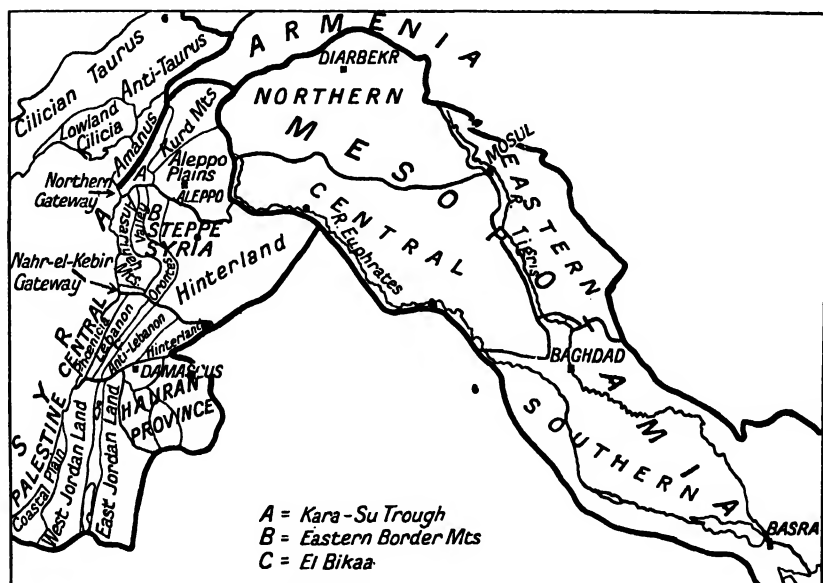 ARMENIA
DIARBEKR
Cilician Taurus
Anti-Taurus
Lowland
Cilicia
Amanus
Kurd Mts
NORTHERN
MESOPOTAMIA
MOSUL
EASTERN
Northern
Gateway
A
Aleppo
Plains
ALEPPO
CENTRAL
R. Euphrates
R. Tigris
Nusariyeh
Mts.
Valley
Orontes
B
STEPPE
SYRIA
Hinterland
Nahr-el-Kebir
Gateway
SYRIA
CENTRAL
Phoenicia
Lebanon
C
Anti-Lebanon
Hinterland
DAMASCUS
HAURAN
PROVINCE
BAGHDAD
SOUTHERN
BASRA
PALESTINE
Coastal Plain
West Jordan Land
East Jordan Land
A = Kara-Su Trough
B = Eastern Border Mts
C = El Bikaa